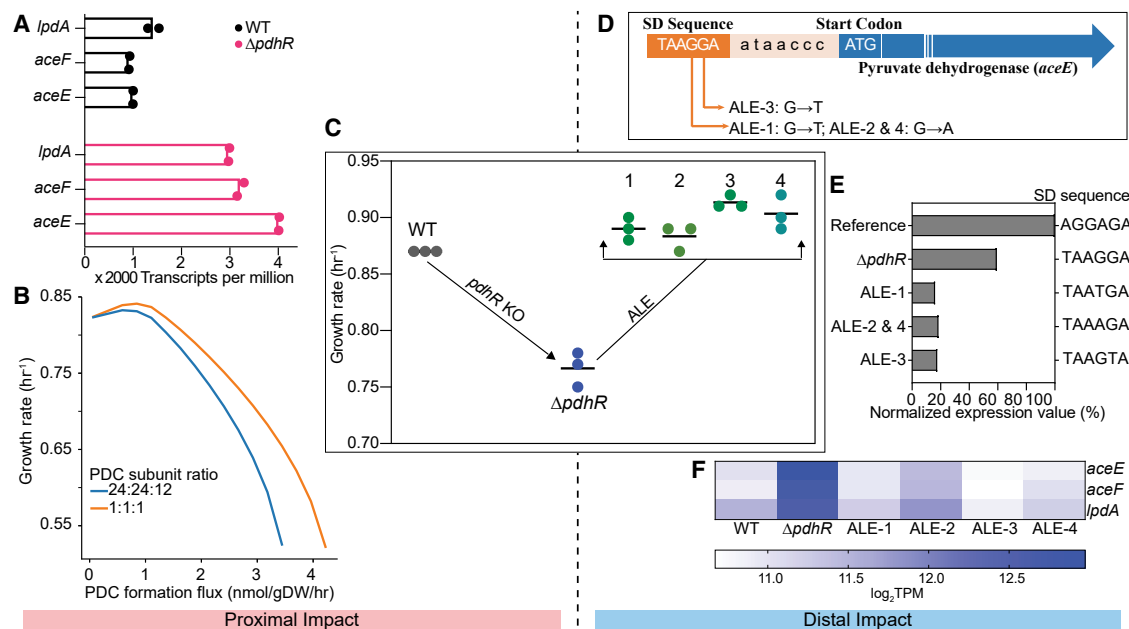 A
WT
ΔpdhR
lpdA
aceF
aceE
lpdA
aceF
aceE
0 1 2 3 4
x 2000 Transcripts per million
B
0.85
0.75
0.65
0.55
Growth rate (hr-1)
PDC subunit ratio
24:24:12
1:1:1
0 1 2 3 4
PDC formation flux (nmol/gDW/hr)
Proximal Impact
C
0.95
0.90
0.85
0.80
0.75
0.70
Growth rate (hr-1)
WT
pdhR KO
ΔpdhR
ALE
1 2 3 4
D
SD Sequence
Start Codon
TAAGGA ataaccc ATG
Pyruvate dehydrogenase (aceE)
ALE-3: G→T
ALE-1: G→T; ALE-2 & 4: G→A
E
SD sequence
Reference AGGAGA
ΔpdhR TAAGGA
ALE-1 TAATGA
ALE-2 & 4 TAAAGA
ALE-3 TAAGTA
0 20 40 60 80 100
Normalized expression value (%)
F
aceE
aceF
lpdA
WT ΔpdhR ALE-1 ALE-2 ALE-3 ALE-4
11.0 11.5 12.0 12.5
log2TPM
Distal Impact